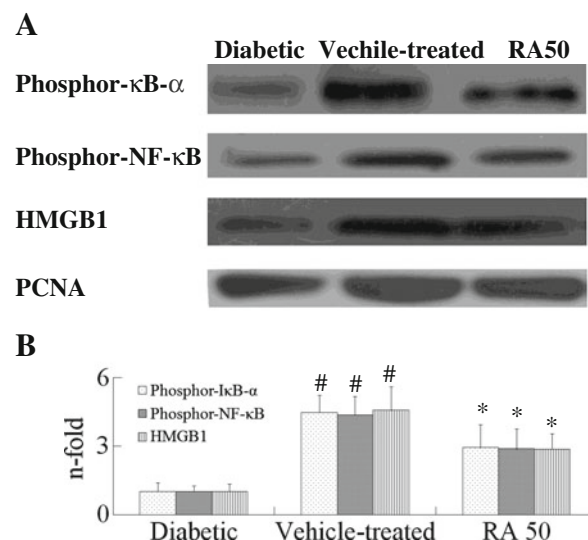 A
Diabetic Vechile-treated RA50
Phosphor-κB-α
Phosphor-NF-κB
HMGB1
PCNA
B
6
3
0
n-fold
Phosphor-IκB-α
Phosphor-NF-κB
HMGB1
# # #
* * *
Diabetic Vehicle-treated RA 50